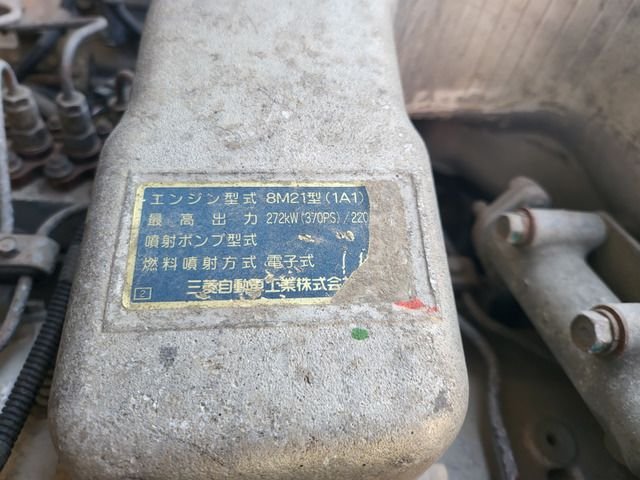 エンジン型式 8M21型(1A1)
最高出力 272kW(370PS)/220
噴射ポンプ型式
燃料噴射方式 電子式
三菱自動車工業株式会
2